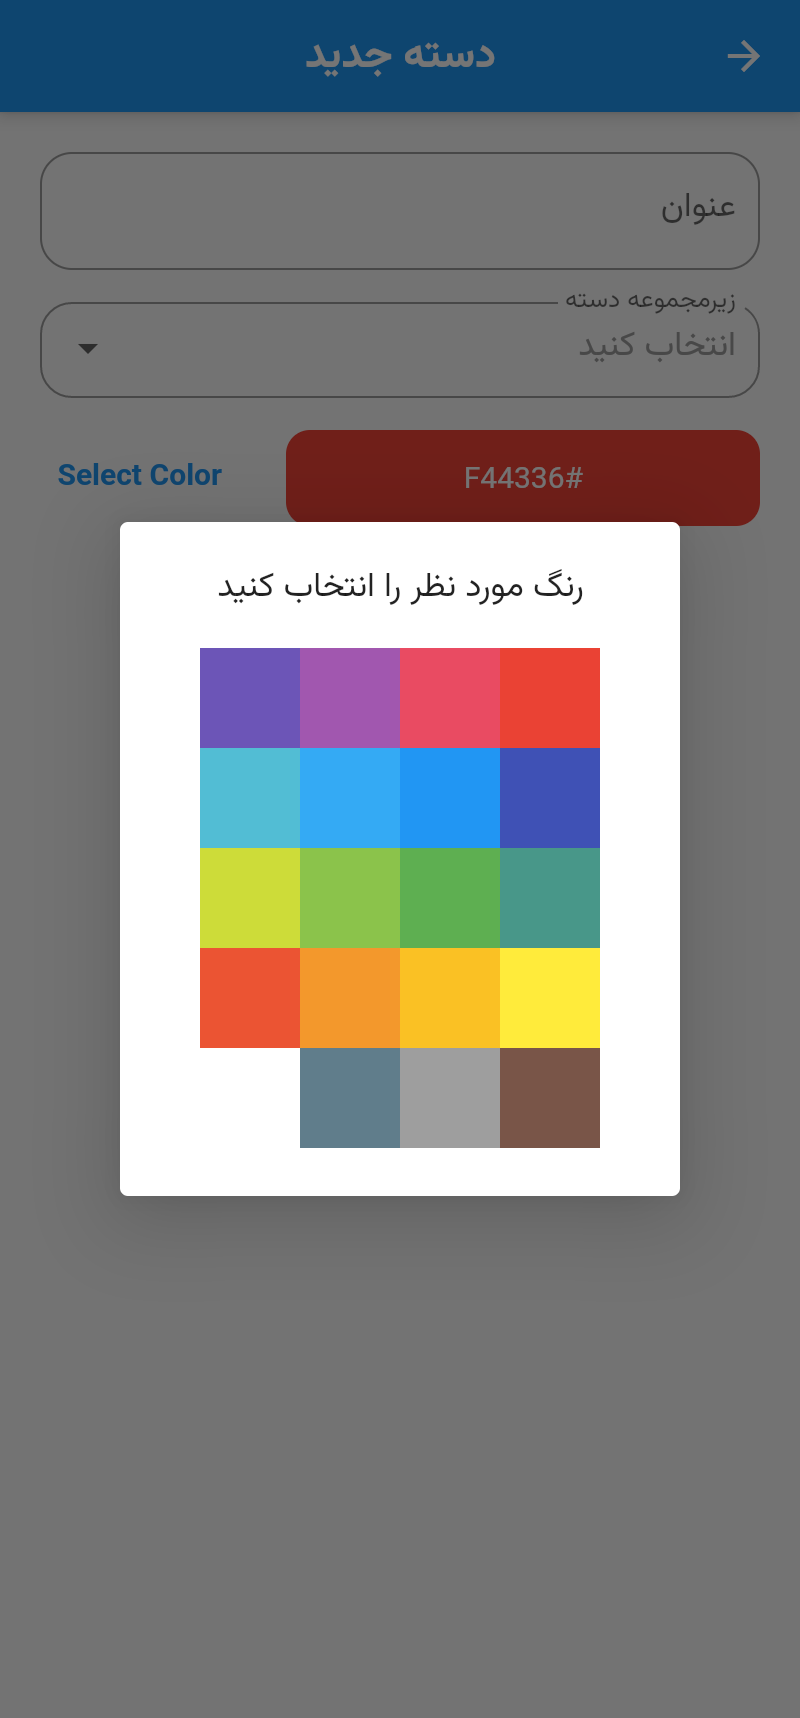 دسته جدید
عنوان
زیرمجموعه دسته
انتخاب کنید
F44336#
Select Color
رنگ مورد نظر را انتخاب کنید